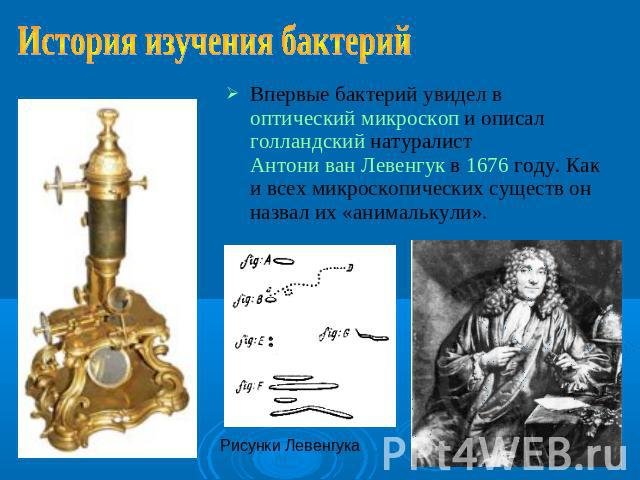 История изучения бактерий
Впервые бактерий увидел в
оптический микроскоп и описал
голландский натуралист
Антони ван Левенгук в 1676 году. Как
и всех микроскопических существ он
назвал их «анималькули».
fig: A
D
c
fig: B
fig: E
fig: G
fig: F
Рисунки Левенгука
PPt4WEB.ru